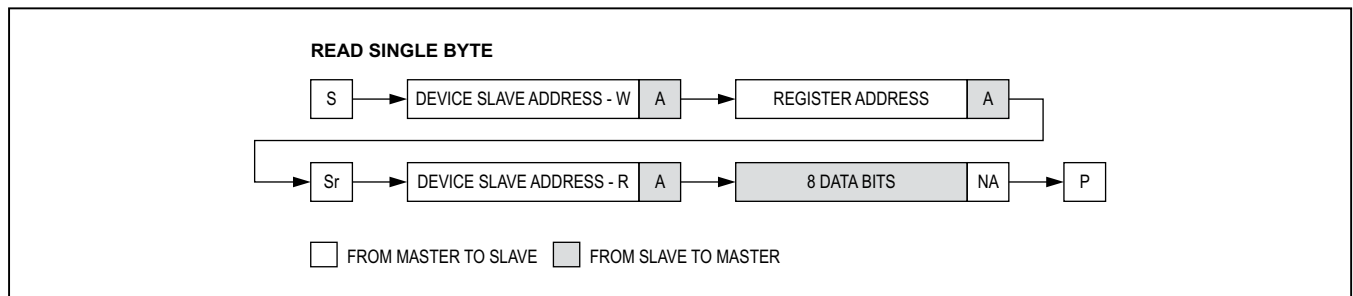 READ SINGLE BYTE
S DEVICE SLAVE ADDRESS - W A REGISTER ADDRESS A
Sr DEVICE SLAVE ADDRESS - R A 8 DATA BITS NA P
FROM MASTER TO SLAVE FROM SLAVE TO MASTER